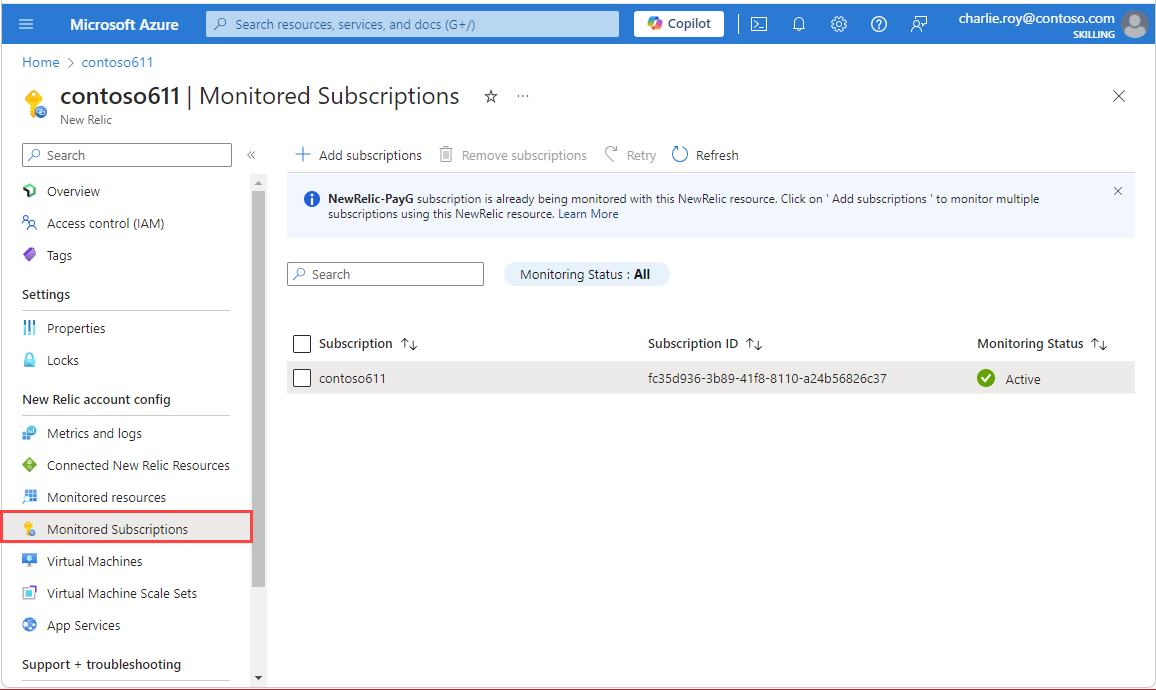 Microsoft Azure
Search resources, services, and docs (G+/)
Copilot
charlie.roy@contoso.com
SKILLING
Home > contoso611
contoso611 | Monitored Subscriptions
New Relic
Search
Overview
Access control (IAM)
Tags
Settings
Properties
Locks
New Relic account config
Metrics and logs
Connected New Relic Resources
Monitored resources
Monitored Subscriptions
Virtual Machines
Virtual Machine Scale Sets
App Services
Support + troubleshooting
Add subscriptions Remove subscriptions Retry Refresh
NewRelic-PayG subscription is already being monitored with this NewRelic resource. Click on ' Add subscriptions ' to monitor multiple
subscriptions using this NewRelic resource. Learn More
Search Monitoring Status : All
Subscription Subscription ID Monitoring Status
contoso611 fc35d936-3b89-41f8-8110-a24b56826c37 Active